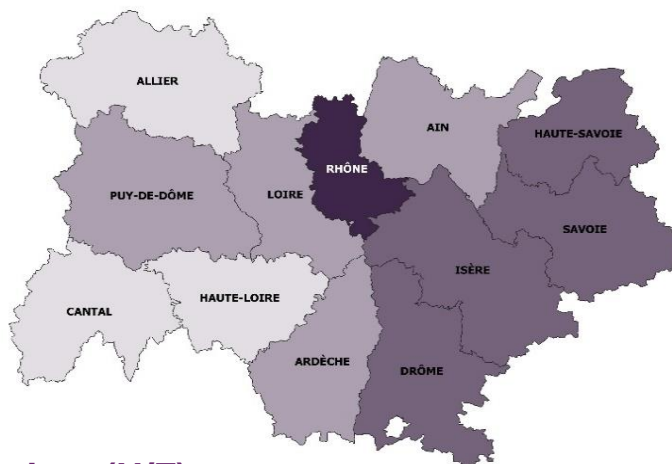 ALLIER
AIN
HAUTE-SAVOIE
RHÔNE
PUY-DE-DÔME
LOIRE
SAVOIE
ISÈRE
HAUTE-LOIRE
CANTAL
ARDÈCHE
DRÔME